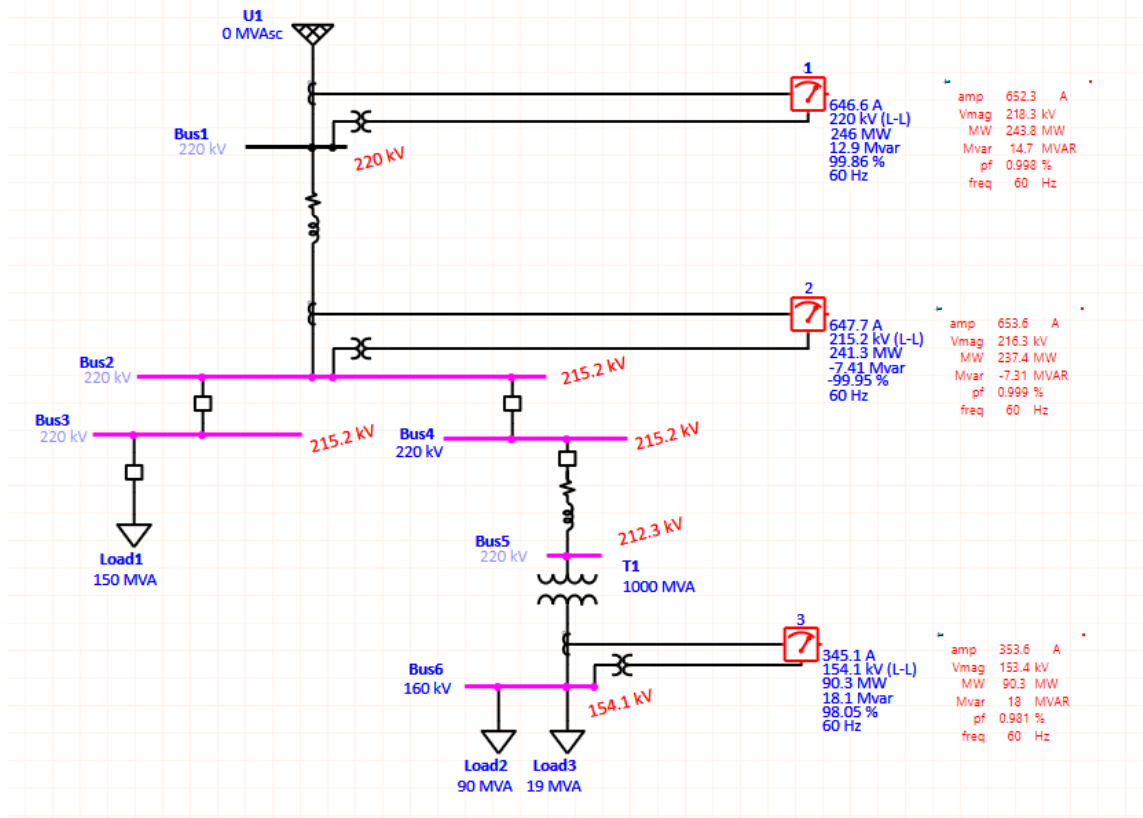 U1
0 MVAsc
1
646.6 A
220 kV (L-L)
246 MW
12.9 Mvar
99.86 %
60 Hz
amp 652.3 A
Vmag 218.3 kV
MW 243.8 MW
Mvar 14.7 MVAR
pf 0.998 %
freq 60 Hz
Bus1
220 kV
220 kV
2
647.7 A
215.2 kV (L-L)
241.3 MW
-7.41 Mvar
-99.95 %
60 Hz
amp 653.6 A
Vmag 216.3 kV
MW 237.4 MW
Mvar -7.31 MVAR
pf 0.999 %
freq 60 Hz
Bus2
220 kV
215.2 kV
Bus3
220 kV
215.2 kV
Bus4
220 kV
215.2 kV
Load1
150 MVA
Bus5
220 kV
212.3 kV
T1
1000 MVA
3
345.1 A
154.1 kV (L-L)
90.3 MW
18.1 Mvar
98.05 %
60 Hz
amp 353.6 A
Vmag 153.4 kV
MW 90.3 MW
Mvar 18 MVAR
pf 0.981 %
freq 60 Hz
Bus6
160 kV
154.1 kV
Load2
90 MVA
Load3
19 MVA